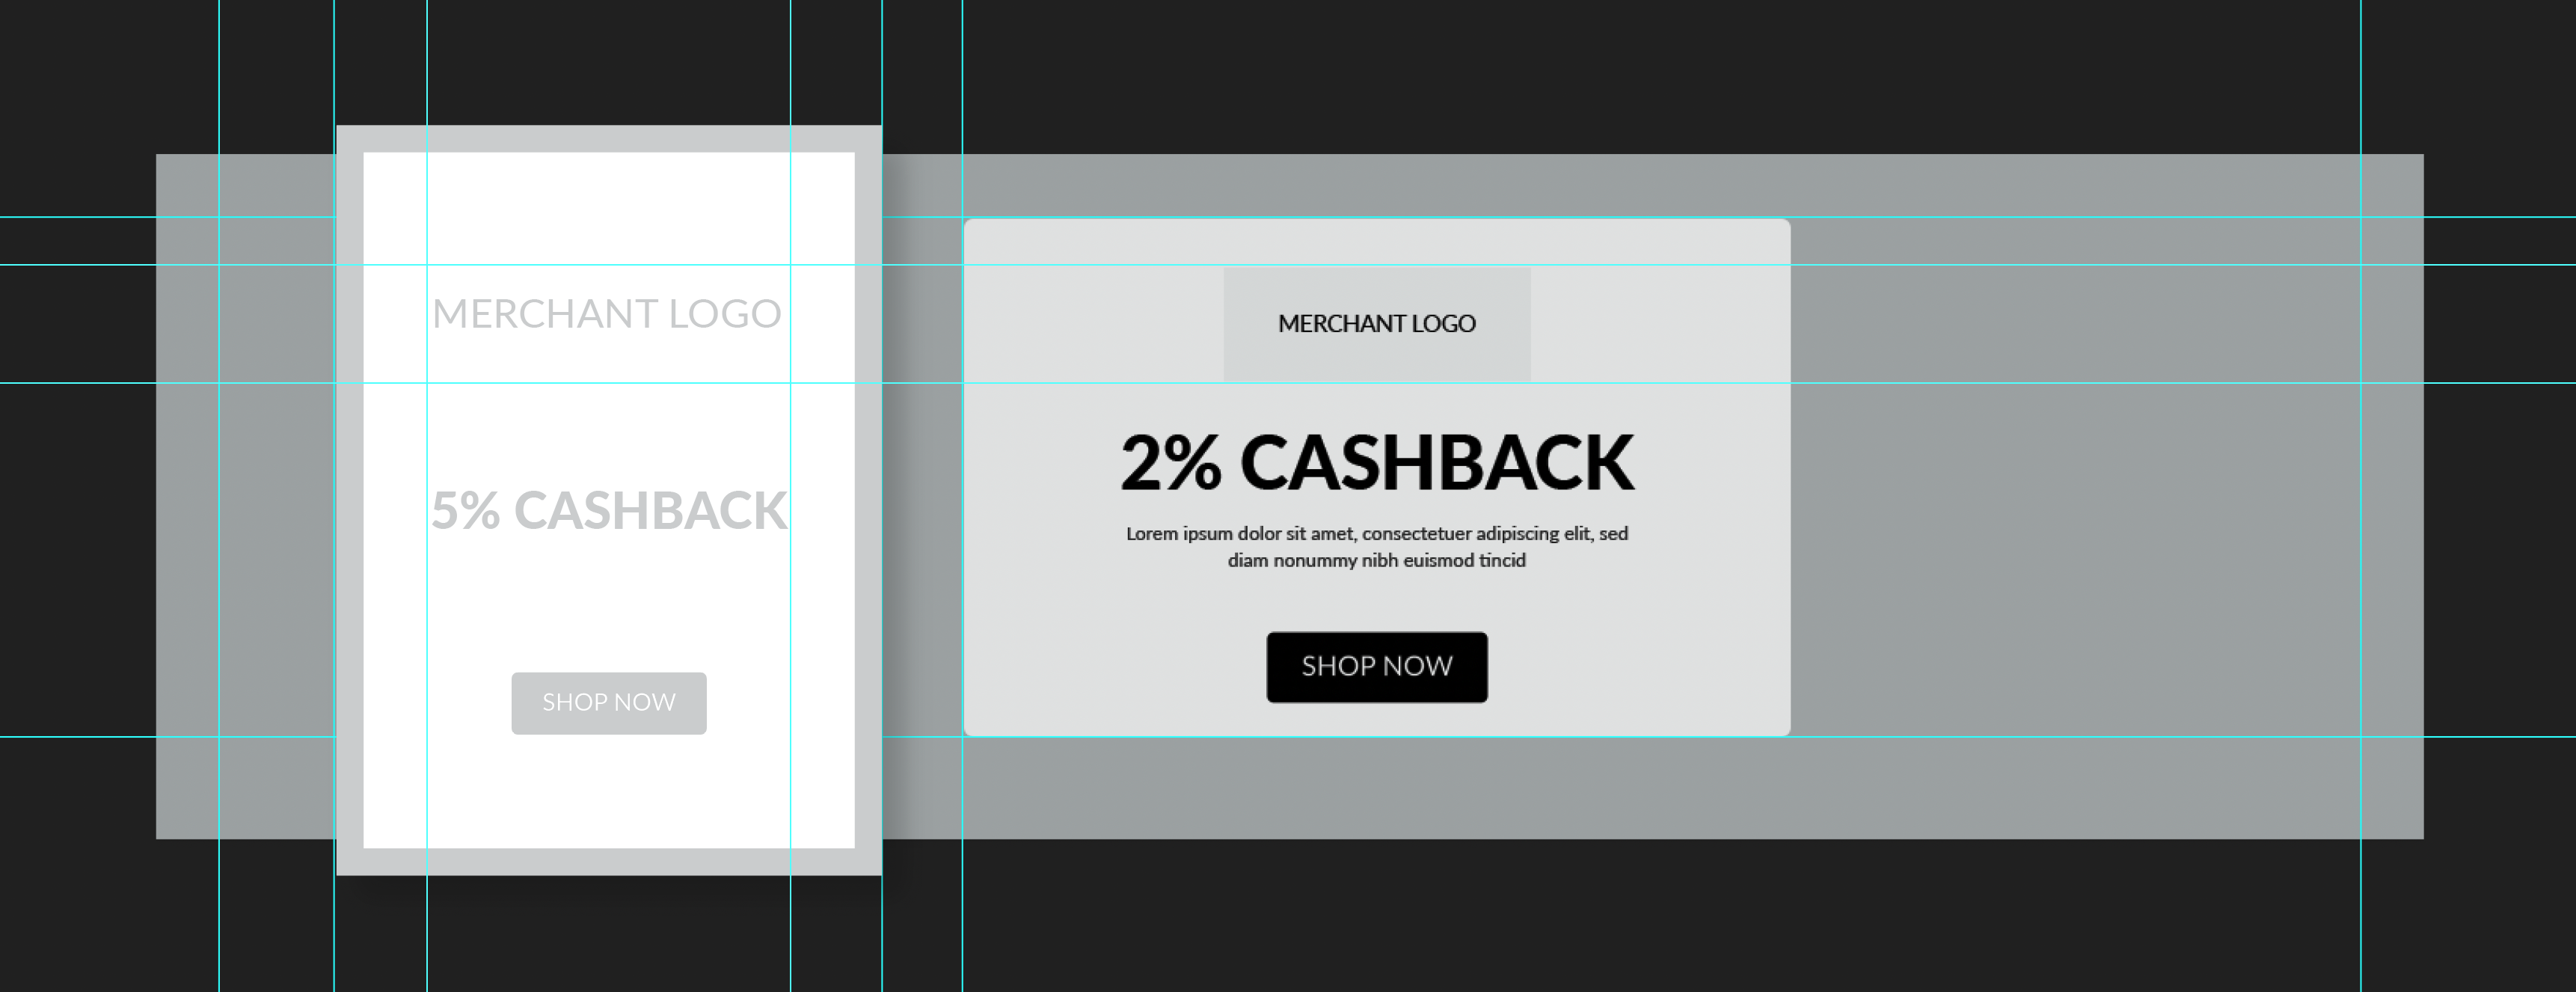 MERCHANT LOGO
5% CASHBACK
SHOP NOW
MERCHANT LOGO
2% CASHBACK
Lorem ipsum dolor sit amet, consectetuer adipiscing elit, sed
diam nonummy nibh euismod tincid
SHOP NOW